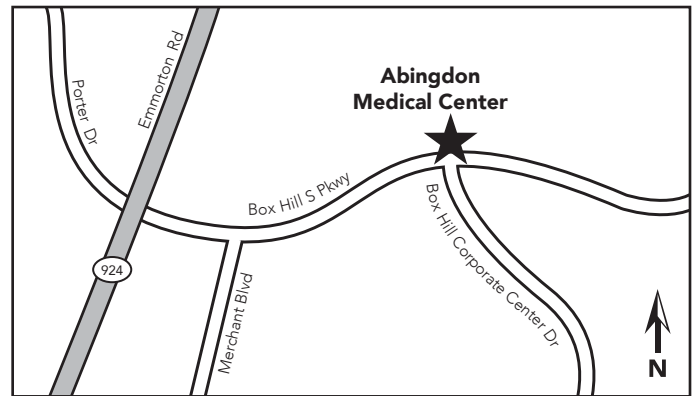 Abingdon
Medical Center
Emmorton Rd
Porter Dr
Box Hill S Pkwy
Box Hill Corporate Center Dr
924
Merchant Blvd
N